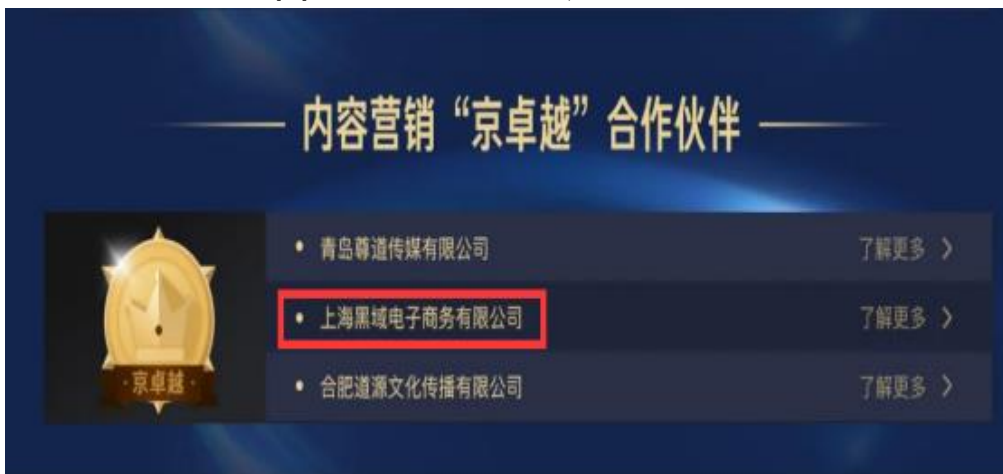 内容营销“京卓越”合作伙伴
• 青岛尊道传媒有限公司 了解更多 >
• 上海黑域电子商务有限公司 了解更多 >
• 合肥道源文化传播有限公司 了解更多 >
·京卓越·